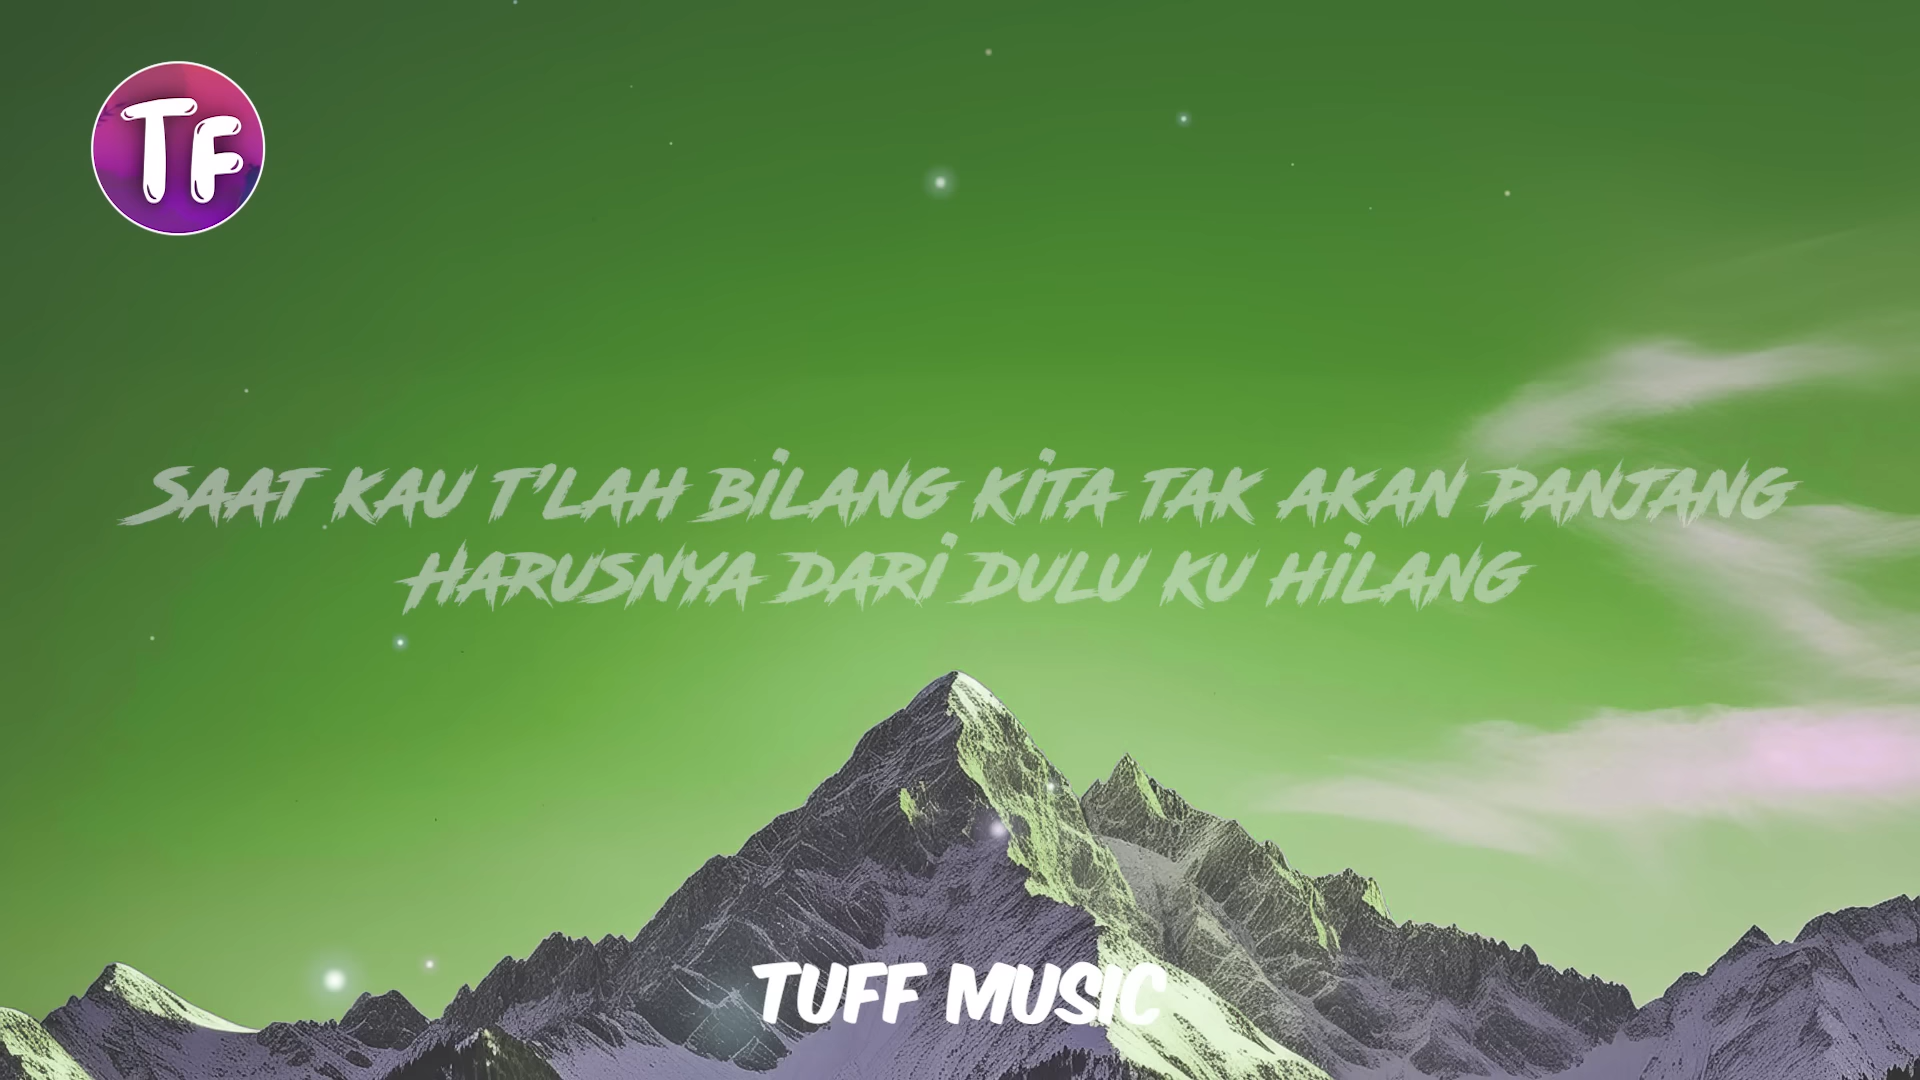 TF
SAAT KAU T'LAH BILANG KITA TAK AKAN PANJANG
HARUSNYA DARI DULU KU HILANG
TUFF MUSIC